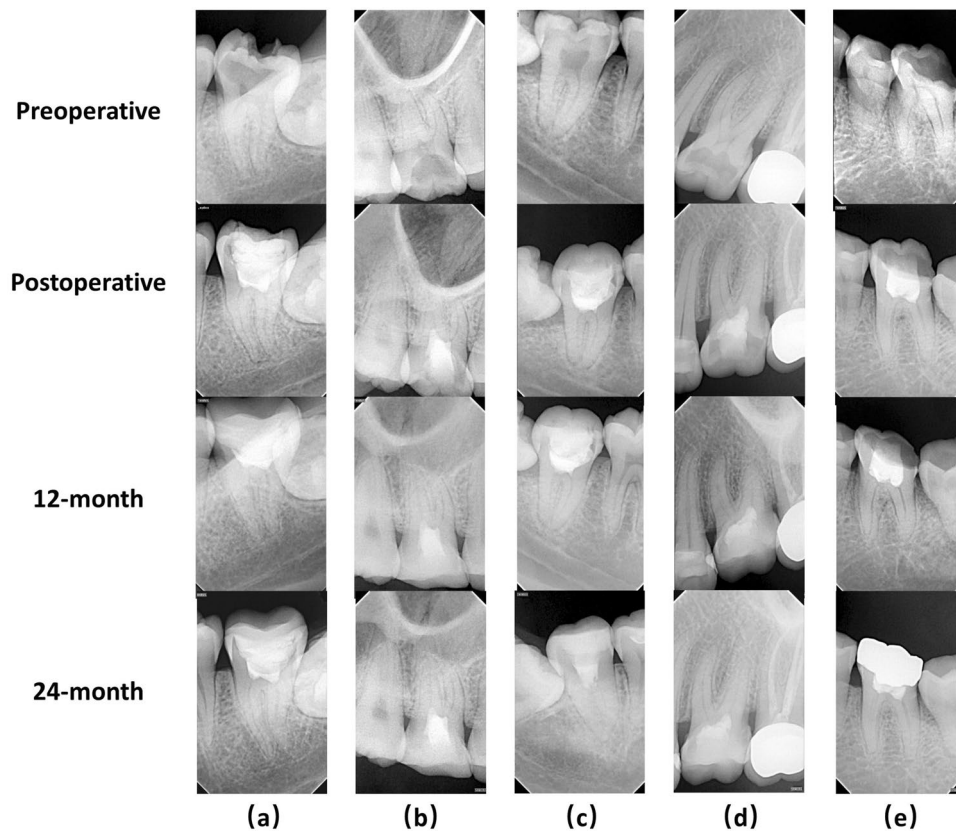 Preoperative
Postoperative
12-month
24-month
(a) (b) (c) (d) (e)